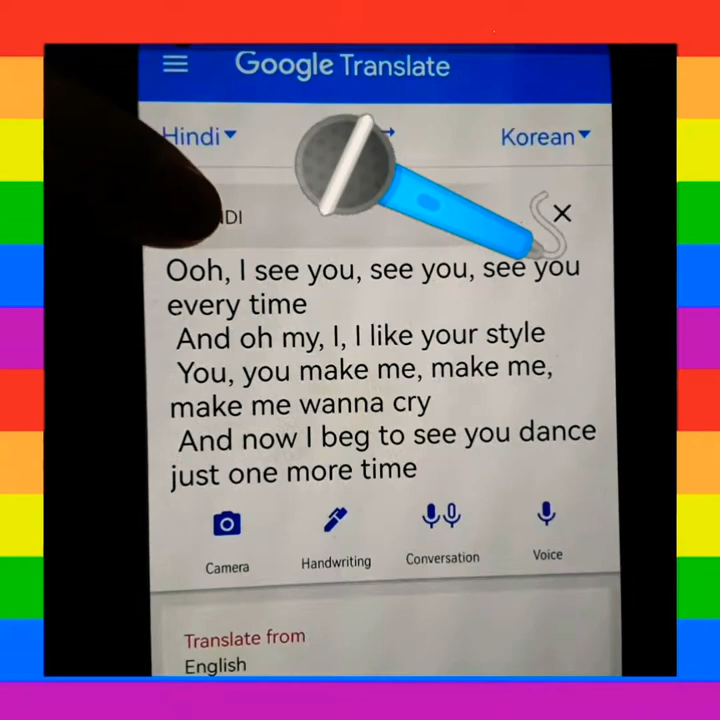 Google Translate
Hindi
Korean
Ooh, I see you, see you, see you
every time
And oh my, I, I like your style
You, you make me, make me,
make me wanna cry
And now I beg to see you dance
just one more time
Camera
Handwriting
Conversation
Voice
Translate from
English